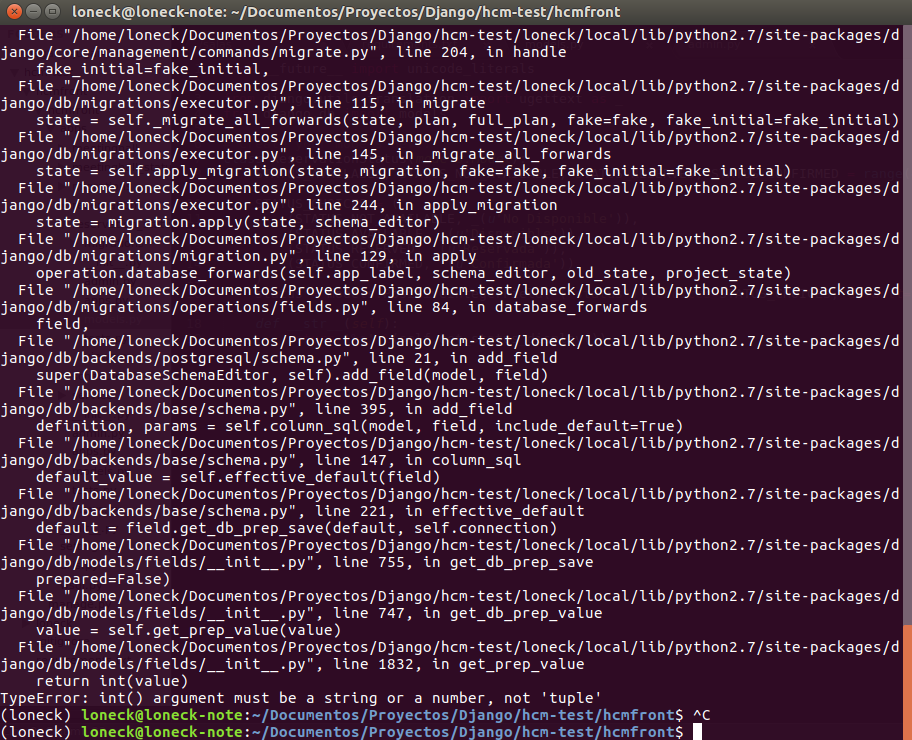 loneck@loneck-note: ~/Documentos/Proyectos/Django/hcm-test/hcmfront
  File "/home/loneck/Documentos/Proyectos/Django/hcm-test/loneck/local/lib/python2.7/site-packages/d
jango/core/management/commands/migrate.py", line 204, in handle
    fake_initial=fake_initial,
  File "/home/loneck/Documentos/Proyectos/Django/hcm-test/loneck/local/lib/python2.7/site-packages/d
jango/db/migrations/executor.py", line 115, in migrate
    state = self._migrate_all_forwards(state, plan, full_plan, fake=fake, fake_initial=fake_initial)
  File "/home/loneck/Documentos/Proyectos/Django/hcm-test/loneck/local/lib/python2.7/site-packages/d
jango/db/migrations/executor.py", line 145, in _migrate_all_forwards
    state = self.apply_migration(state, migration, fake=fake, fake_initial=fake_initial)
  File "/home/loneck/Documentos/Proyectos/Django/hcm-test/loneck/local/lib/python2.7/site-packages/d
jango/db/migrations/executor.py", line 244, in apply_migration
    state = migration.apply(state, schema_editor)
  File "/home/loneck/Documentos/Proyectos/Django/hcm-test/loneck/local/lib/python2.7/site-packages/d
jango/db/migrations/migration.py", line 129, in apply
    operation.database_forwards(self.app_label, schema_editor, old_state, project_state)
  File "/home/loneck/Documentos/Proyectos/Django/hcm-test/loneck/local/lib/python2.7/site-packages/d
jango/db/migrations/operations/fields.py", line 84, in database_forwards
    field,
  File "/home/loneck/Documentos/Proyectos/Django/hcm-test/loneck/local/lib/python2.7/site-packages/d
jango/db/backends/postgresql/schema.py", line 21, in add_field
    super(DatabaseSchemaEditor, self).add_field(model, field)
  File "/home/loneck/Documentos/Proyectos/Django/hcm-test/loneck/local/lib/python2.7/site-packages/d
jango/db/backends/base/schema.py", line 395, in add_field
    definition, params = self.column_sql(model, field, include_default=True)
  File "/home/loneck/Documentos/Proyectos/Django/hcm-test/loneck/local/lib/python2.7/site-packages/d
jango/db/backends/base/schema.py", line 147, in column_sql
    default_value = self.effective_default(field)
  File "/home/loneck/Documentos/Proyectos/Django/hcm-test/loneck/local/lib/python2.7/site-packages/d
jango/db/backends/base/schema.py", line 221, in effective_default
    default = field.get_db_prep_save(default, self.connection)
  File "/home/loneck/Documentos/Proyectos/Django/hcm-test/loneck/local/lib/python2.7/site-packages/d
jango/db/models/fields/__init__.py", line 755, in get_db_prep_save
    prepared=False)
  File "/home/loneck/Documentos/Proyectos/Django/hcm-test/loneck/local/lib/python2.7/site-packages/d
jango/db/models/fields/__init__.py", line 747, in get_db_prep_value
    value = self.get_prep_value(value)
  File "/home/loneck/Documentos/Proyectos/Django/hcm-test/loneck/local/lib/python2.7/site-packages/d
jango/db/models/fields/__init__.py", line 1832, in get_prep_value
    return int(value)
TypeError: int() argument must be a string or a number, not 'tuple'
(loneck) loneck@loneck-note:~/Documentos/Proyectos/Django/hcm-test/hcmfront$ ^C
(loneck) loneck@loneck-note:~/Documentos/Proyectos/Django/hcm-test/hcmfront$